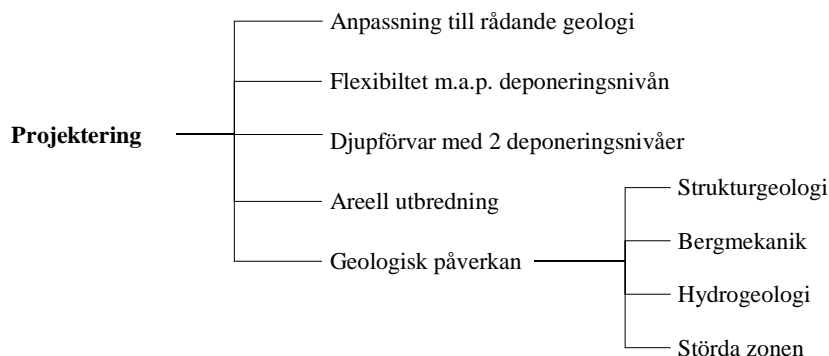 Projektering
Anpassning till rådande geologi
Flexibiltet m.a.p. deponeringsnivån
Djupförvar med 2 deponeringsnivåer
Areell utbredning
Geologisk påverkan
Strukturgeologi
Bergmekanik
Hydrogeologi
Störda zonen